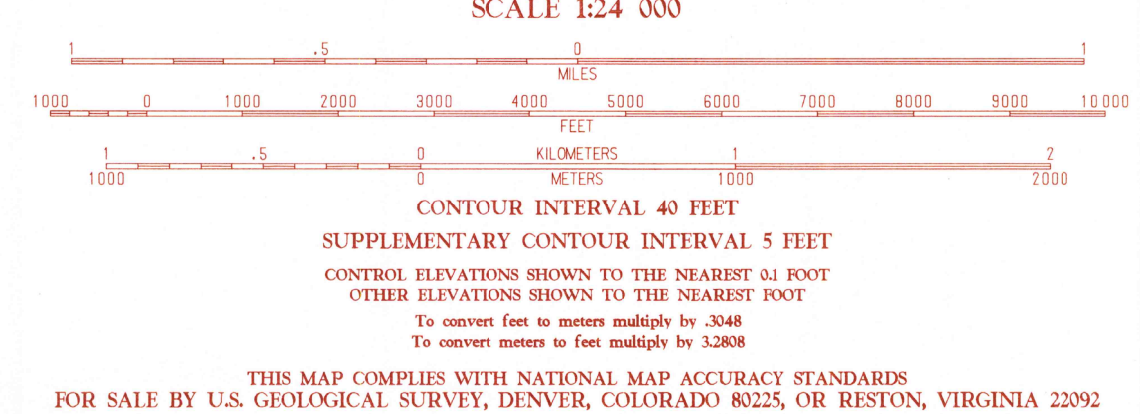 SCALE 1:24 000
1 .5 0 1
MILES
1000 0 1000 2000 3000 4000 5000 6000 7000 8000 9000 10 000
FEET
1 .5 0 KILOMETERS 1 2
1000 0 METERS 1000 2000
CONTOUR INTERVAL 40 FEET
SUPPLEMENTARY CONTOUR INTERVAL 5 FEET
CONTROL ELEVATIONS SHOWN TO THE NEAREST 0.1 FOOT
OTHER ELEVATIONS SHOWN TO THE NEAREST FOOT
To convert feet to meters multiply by .3048
To convert meters to feet multiply by 3.2808
THIS MAP COMPLIES WITH NATIONAL MAP ACCURACY STANDARDS
FOR SALE BY U.S. GEOLOGICAL SURVEY, DENVER, COLORADO 80225, OR RESTON, VIRGINIA 22092